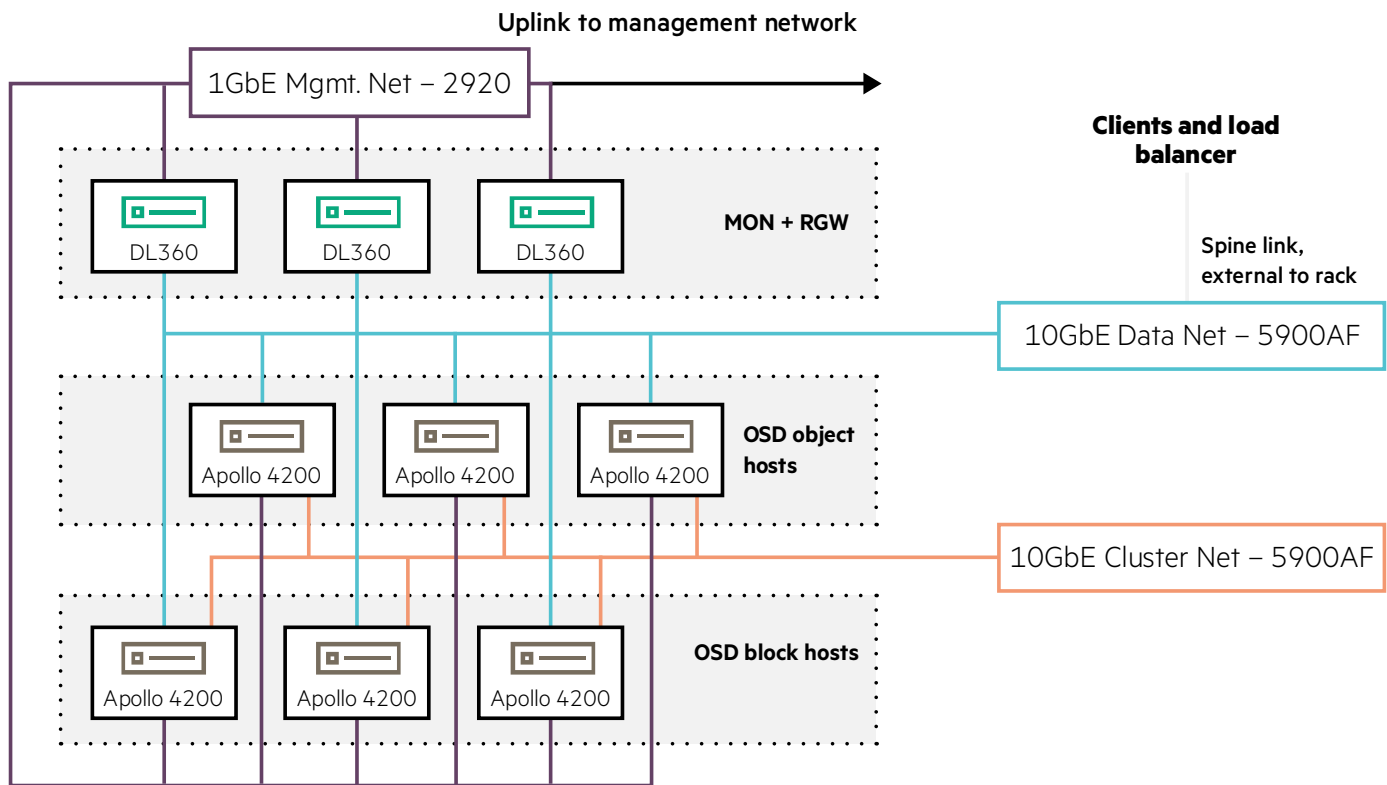 Uplink to management network
1GbE Mgmt. Net – 2920
Clients and load
balancer
DL360
DL360
DL360
MON + RGW
Spine link,
external to rack
10GbE Data Net – 5900AF
Apollo 4200
Apollo 4200
Apollo 4200
OSD object
hosts
10GbE Cluster Net – 5900AF
Apollo 4200
Apollo 4200
Apollo 4200
OSD block hosts